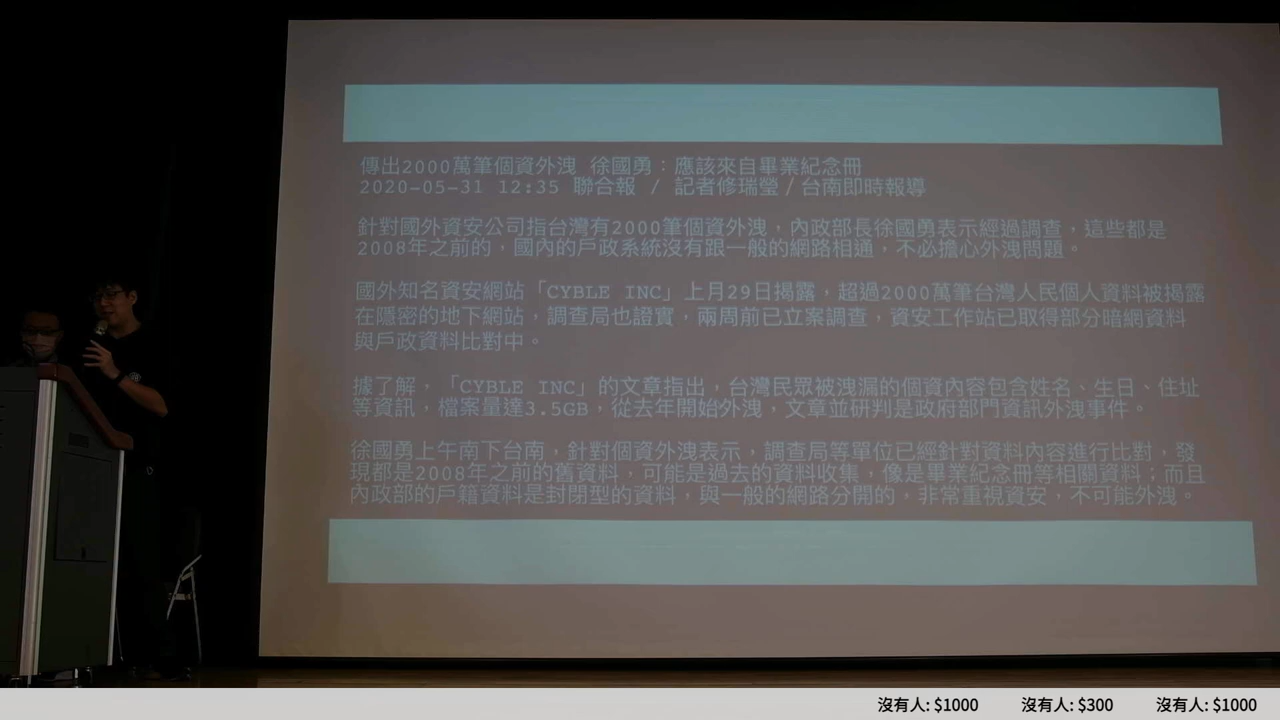 傳出2000萬筆個資外洩 徐國勇：應該來自畢業紀念冊
2020-05-31 12:35 聯合報 / 記者修瑞瑩/台南即時報導
針對國外資安公司指台灣有2000筆個資外洩，內政部長徐國勇表示經過調查，這些都是
2008年之前的，國內的戶政系統沒有跟一般的網路相通，不必擔心外洩問題。
國外知名資安網站「CYBLE INC」上月29日揭露，超過2000萬筆台灣人民個人資料被揭露
在隱密的地下網站，調查局也證實，兩周前已立案調查，資安工作站已取得部分暗網資料
與戶政資料比對中。
據了解，「CYBLE INC」的文章指出，台灣民眾被洩漏的個資內容包含姓名、生日、住址
等資訊，檔案量達3.5GB，從去年開始外洩，文章並研判是政府部門資訊外洩事件。
徐國勇上午南下台南，針對個資外洩表示，調查局等單位已經針對資料內容進行比對，發
現都是2008年之前的舊資料，可能是過去的資料收集，像是畢業紀念冊等相關資料；而且
內政部的戶籍資料是封閉型的資料，與一般的網路分開的，非常重視資安，不可能外洩。
沒有人: $1000 沒有人: $300 沒有人: $1000